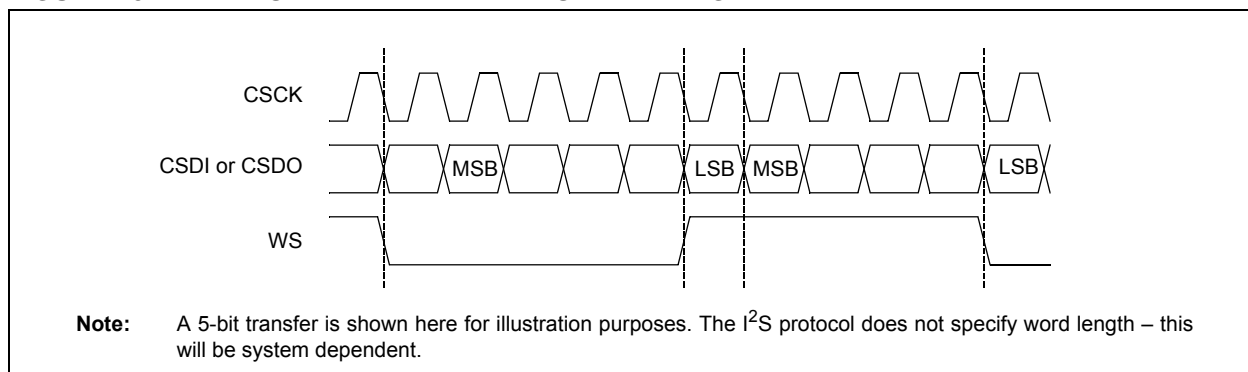 CSCK
CSDI or CSDO MSB LSB MSB LSB
WS
Note: A 5-bit transfer is shown here for illustration purposes. The I²S protocol does not specify word length – this
will be system dependent.